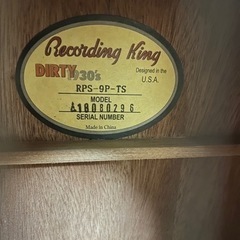 Recording King
DIRTY 30's
Designed in the
U.S.A.
RPS-9P-TS
MODEL
A18080296
SERIAL NUMBER
Made in China